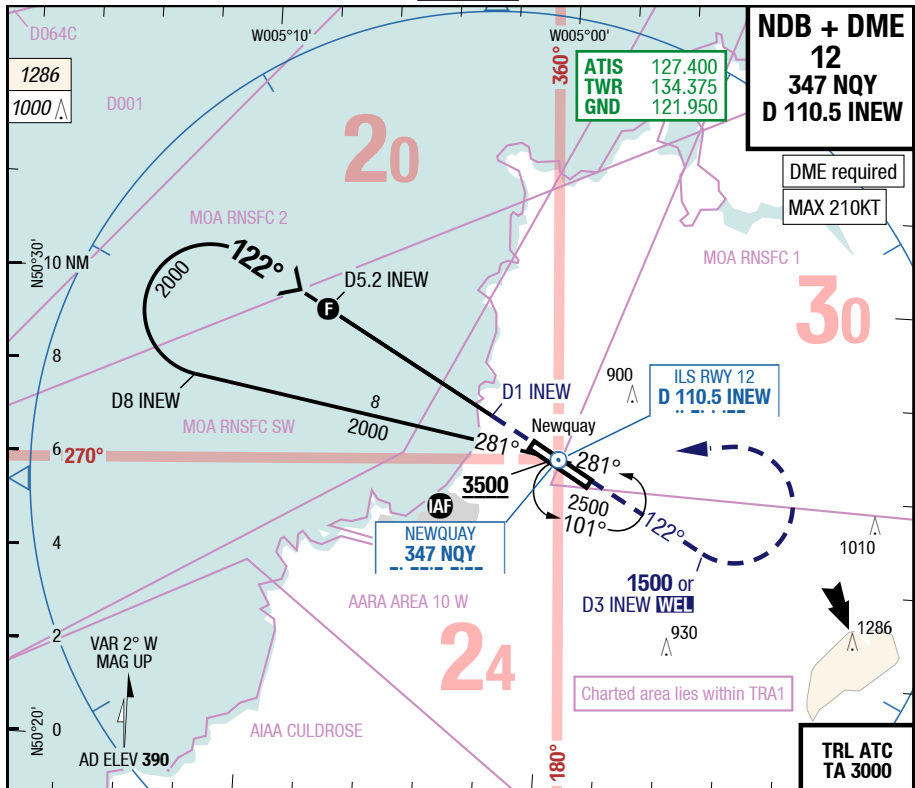 D064C
W005°10'
W005°00'
NDB + DME
12
347 NQY
D 110.5 INEW
1286
1000
D001
360°
ATIS 127.400
TWR 134.375
GND 121.950
20
DME required
MAX 210KT
MOA RNSFC 2
MOA RNSFC 1
N50°30'
10 NM
122°
2000
D5.2 INEW
F
30
8
D8 INEW
8
2000
D1 INEW
900
ILS RWY 12
D 110.5 INEW
MOA RNSFC SW
Newquay
6
270°
281°
281°
3500
IAF
2500
101°
122°
NEWQUAY
347 NQY
4
1010
1500 or
D3 INEW WEL
AARA AREA 10 W
930
1286
2
VAR 2° W
MAG UP
24
Charted area lies within TRA1
N50°20'
0
AIAA CULDROSE
AD ELEV 390
180°
TRL ATC
TA 3000